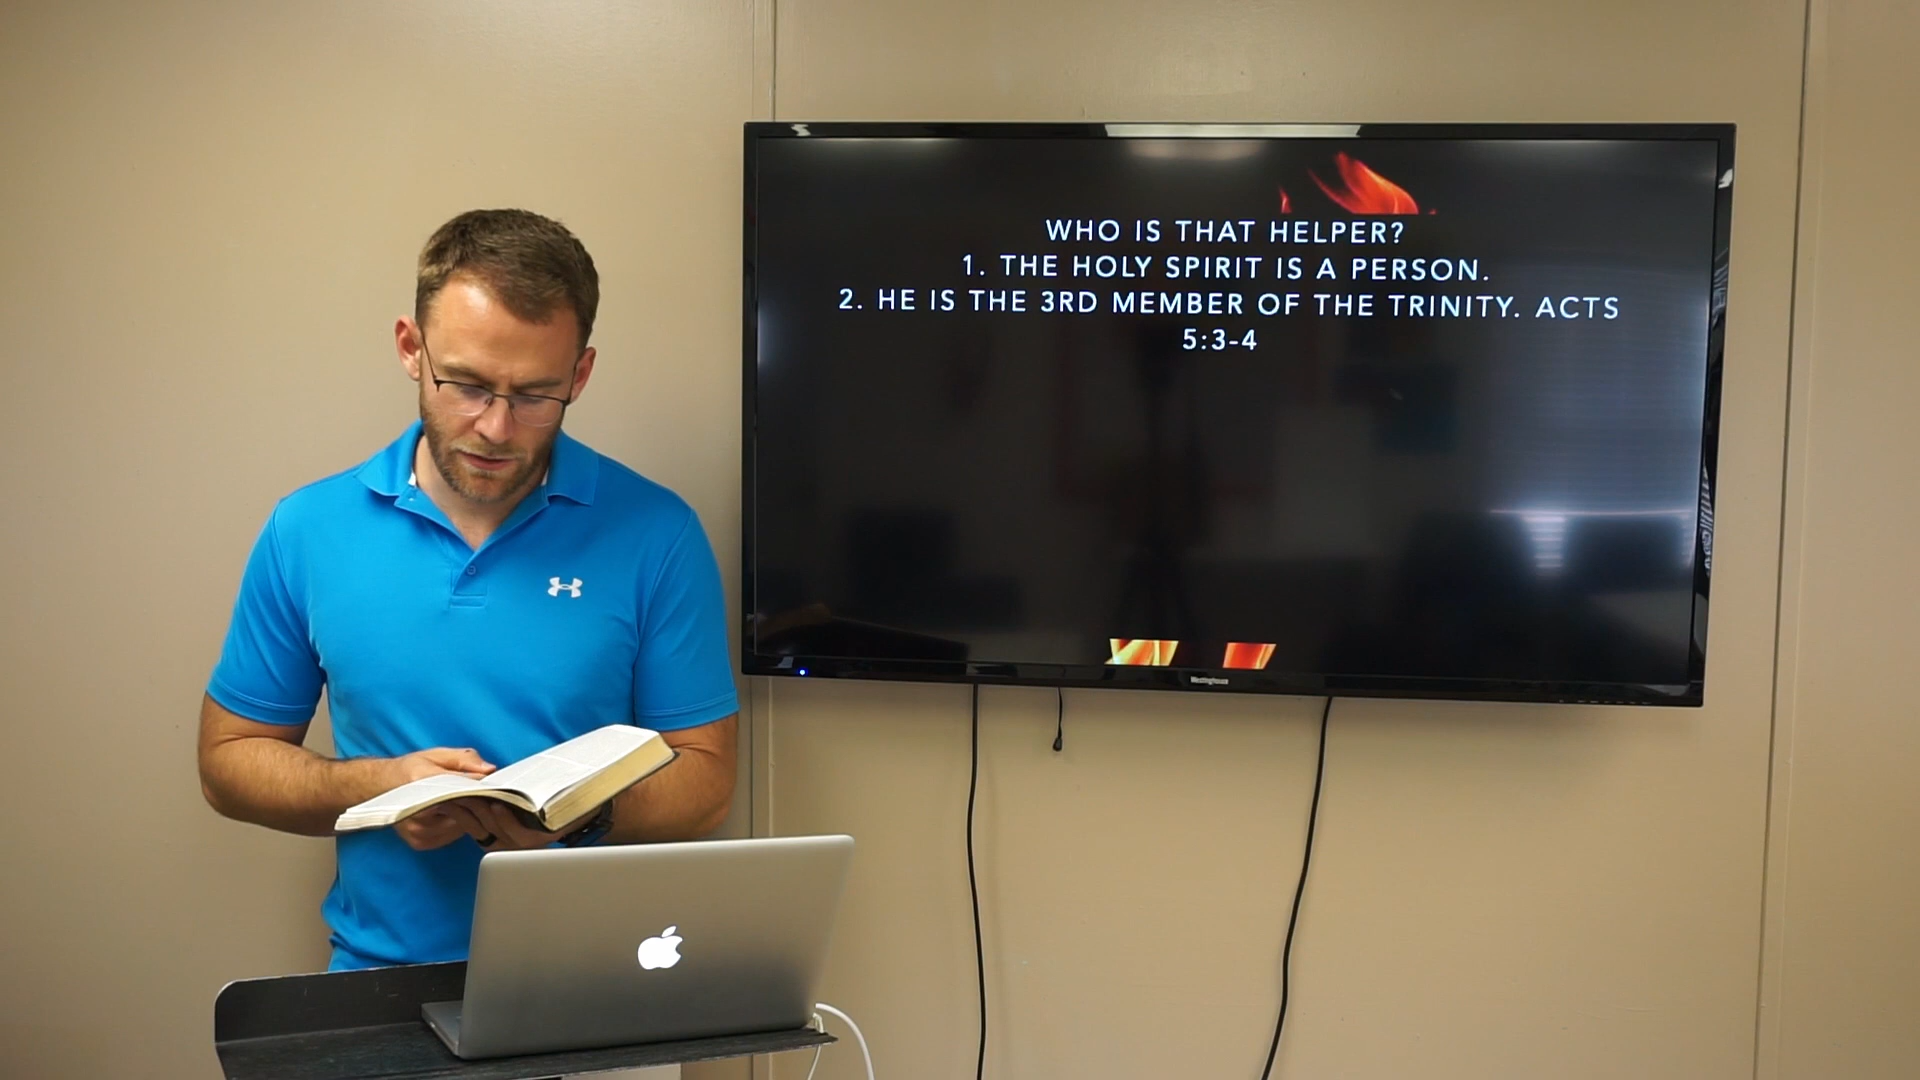 WHO IS THAT HELPER?
1. THE HOLY SPIRIT IS A PERSON.
2. HE IS THE 3RD MEMBER OF THE TRINITY. ACTS
5:3-4
Westinghouse